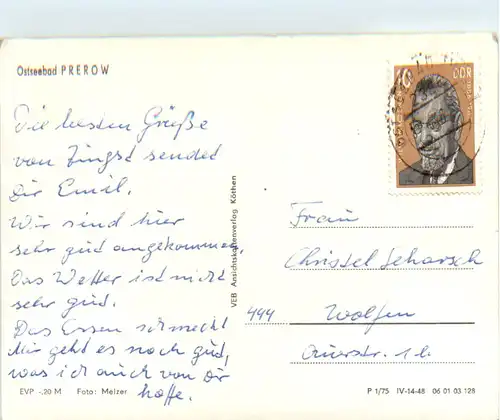 Ostseebad PREROW
Die besten Grüße
von Zingst sendet
Dir Emil.
Wir sind hier
sehr gut angekommen.
Das Wetter ist nicht
sehr gut.
Das Essen schmeckt
Mir geht es noch gut,
was ich auch von Dir
hoffe.
EVP -,20 M Foto: Melzer
VEB Ansichtskartenverlag Köthen
10 DDR
Frau
Christel
444 Wolfen
P 1/75 IV-14-48 06 01 03 128